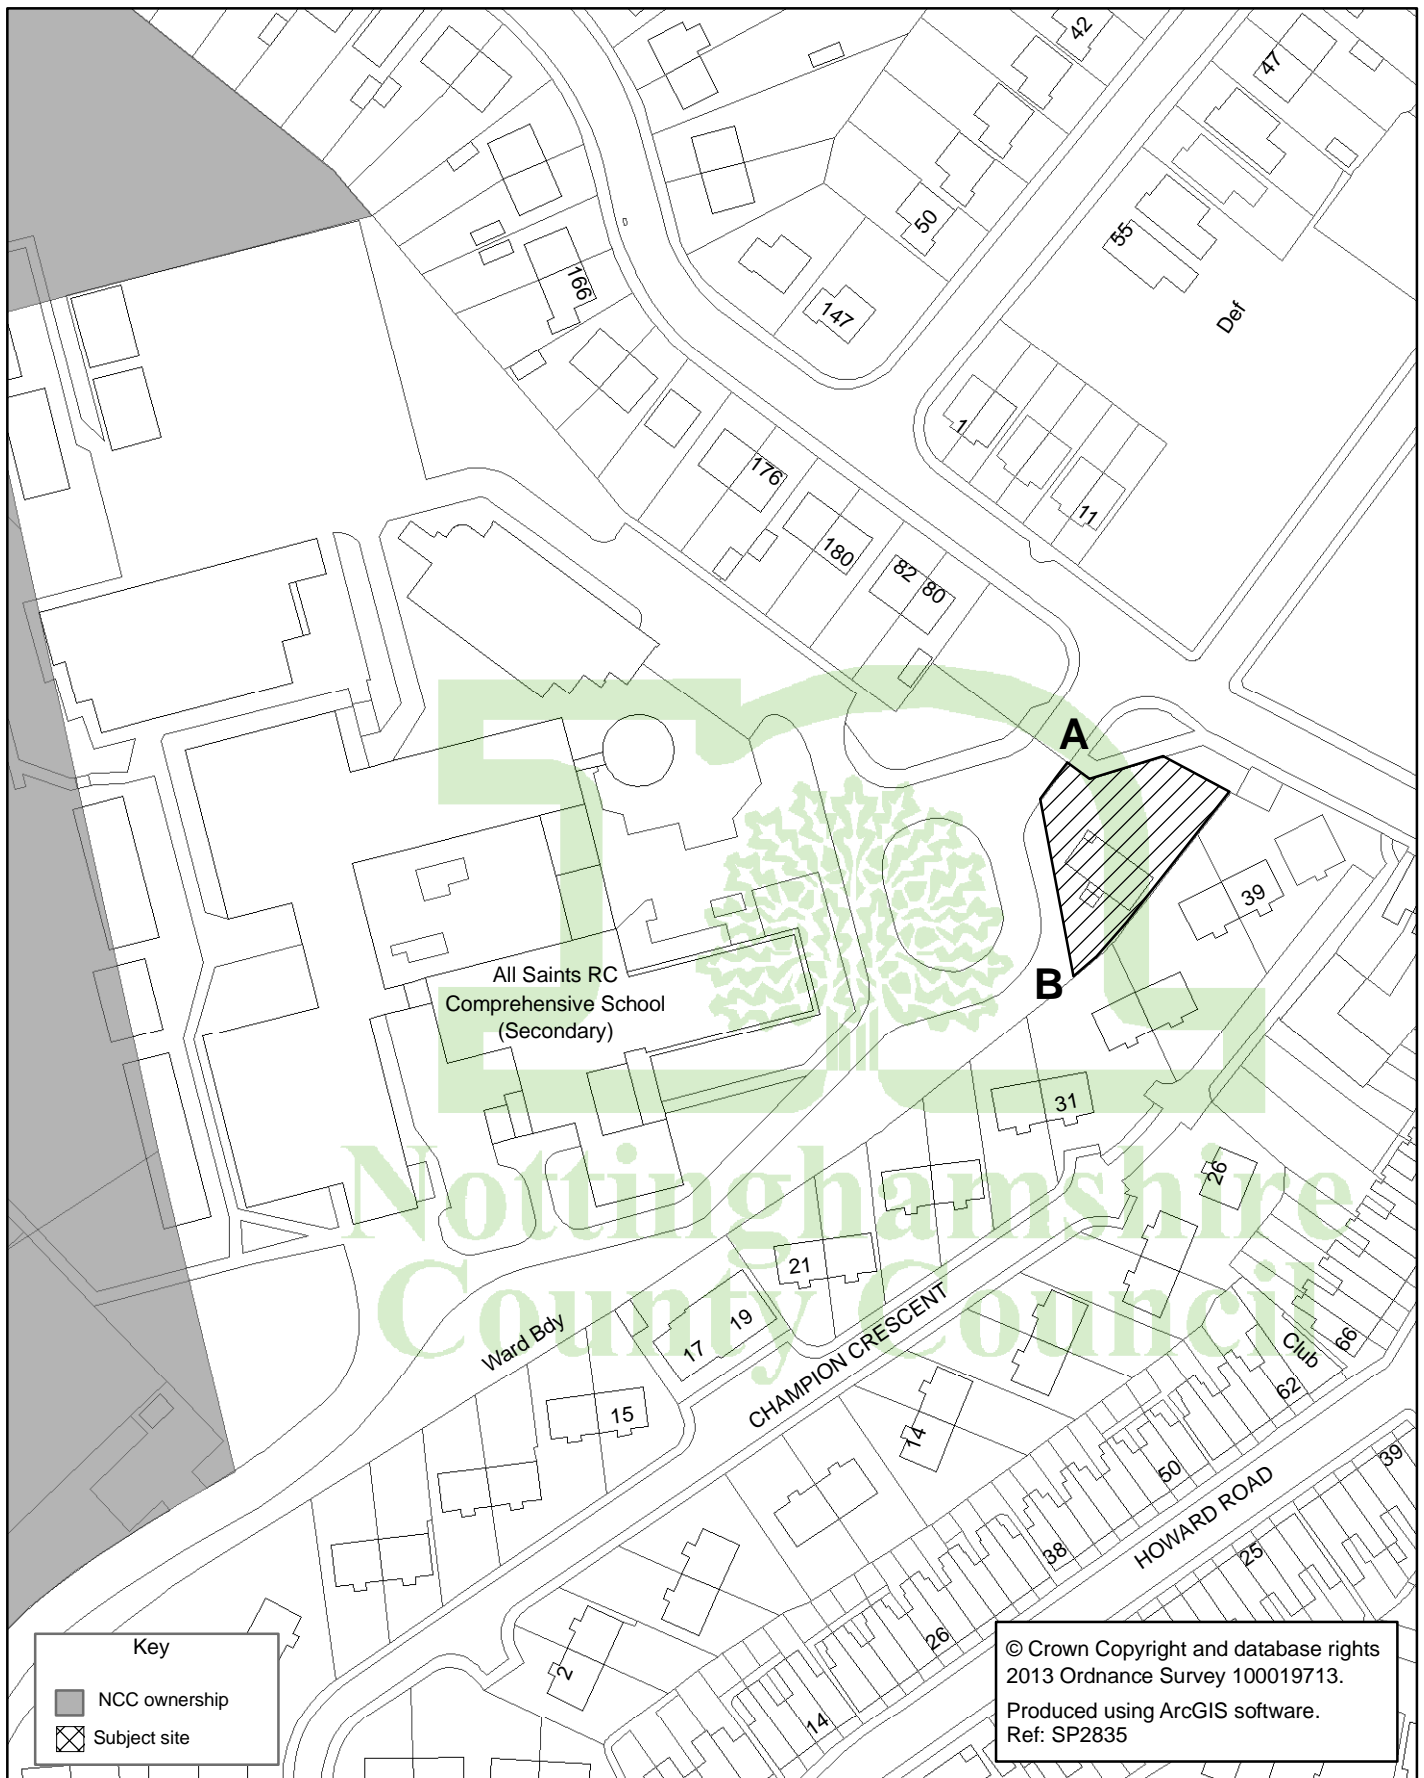 42
47
50
55
166
147
Def
1
176
11
180
82
80
A
39
B
All Saints RC
Comprehensive School
(Secondary)
31
26
Nottinghamshire
County Council
21
19
17
Ward Bdy
CHAMPION CRESCENT
Club
66
62
15
14
50
39
HOWARD ROAD
38
25
26
2
14
Key
NCC ownership
Subject site
© Crown Copyright and database rights
2013 Ordnance Survey 100019713.
Produced using ArcGIS software.
Ref: SP2835